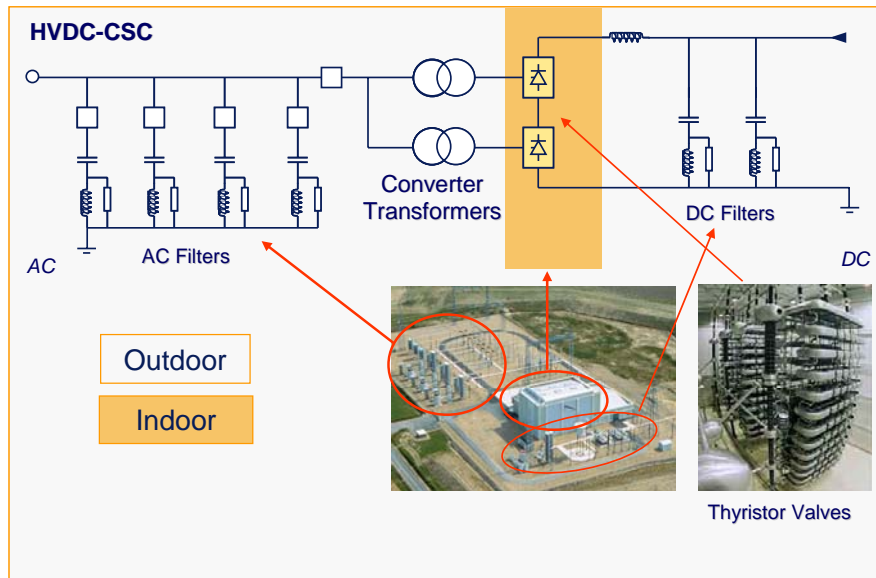 HVDC-CSC
Converter
Transformers
AC Filters
DC Filters
AC
DC
Outdoor
Indoor
Thyristor Valves